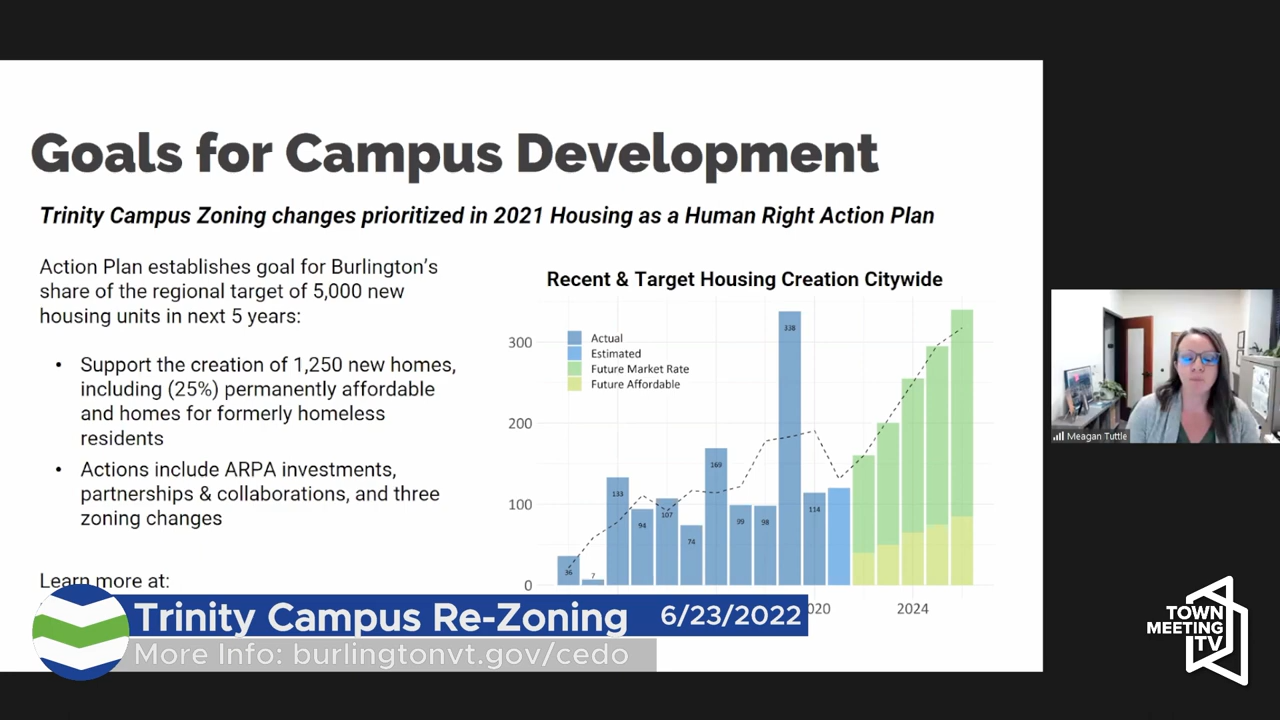 Goals for Campus Development
Trinity Campus Zoning changes prioritized in 2021 Housing as a Human Right Action Plan
Action Plan establishes goal for Burlington's
share of the regional target of 5,000 new
housing units in next 5 years:
• Support the creation of 1,250 new homes,
including (25%) permanently affordable
and homes for formerly homeless
residents
• Actions include ARPA investments,
partnerships & collaborations, and three
zoning changes
Learn more at:
Recent & Target Housing Creation Citywide
Actual
Estimated
Future Market Rate
Future Affordable
300
200
100
0
36
7
133
94
107
74
169
99
98
338
114
020
2024
Meagan Tuttle
Trinity Campus Re-Zoning 6/23/2022
More Info: burlingtonvt.gov/cedo
TOWN
MEETING
TV